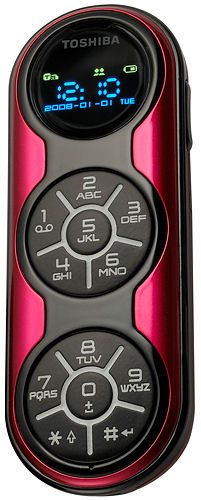 TOSHIBA
12:10
2008-01-01 TUE
2
ABC
1
3
DEF
5
JKL
4
GHI
6
MNO
8
TUV
7
PQRS
9
WXYZ
0
±
* ⇧
# ↵